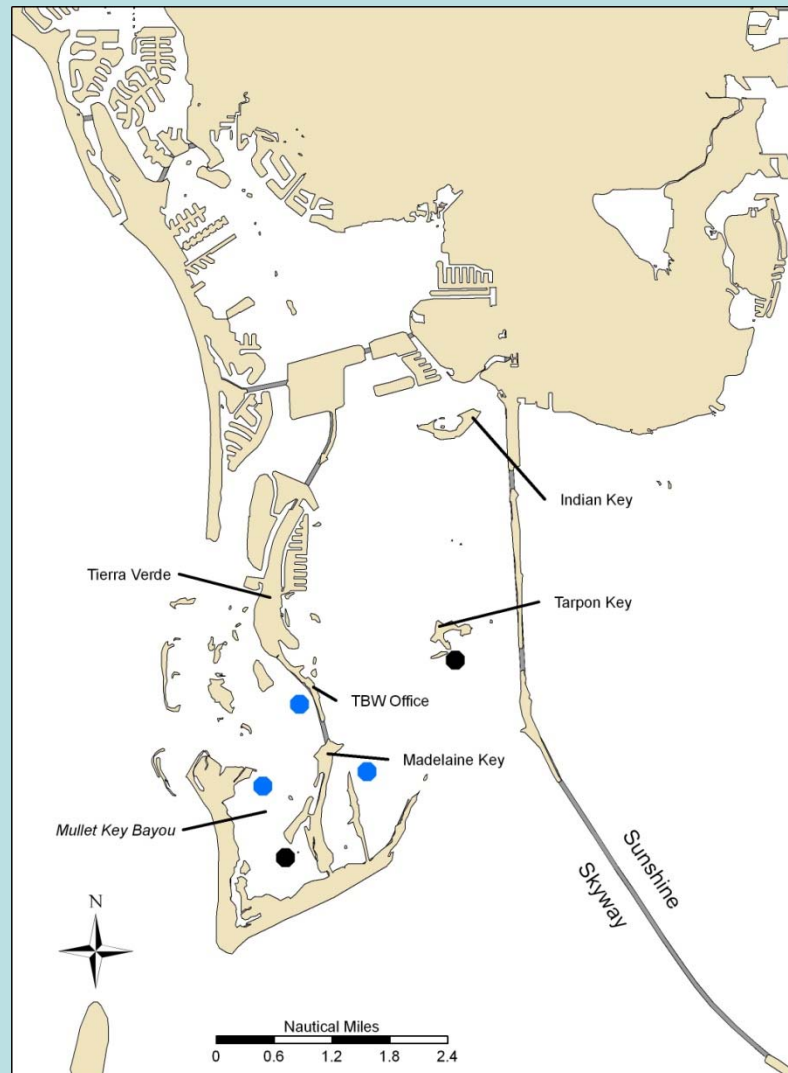 Indian Key
Tierra Verde
Tarpon Key
TBW Office
Madelaine Key
Mullet Key Bayou
Sunshine
Skyway
N
Nautical Miles
0 0.6 1.2 1.8 2.4